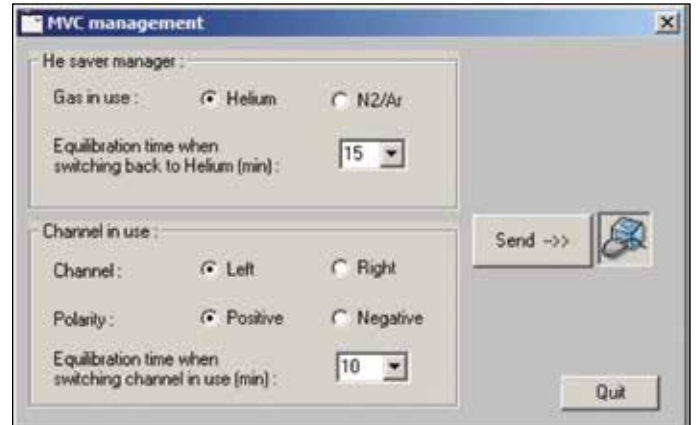 MVC management
He saver manager :
Gas in use :
Helium
N2/Ar
Equilibration time when
switching back to Helium (min) :
15
Channel in use :
Channel :
Left
Right
Polarity :
Positive
Negative
Equilibration time when
switching channel in use (min) :
10
Send -->>
Quit